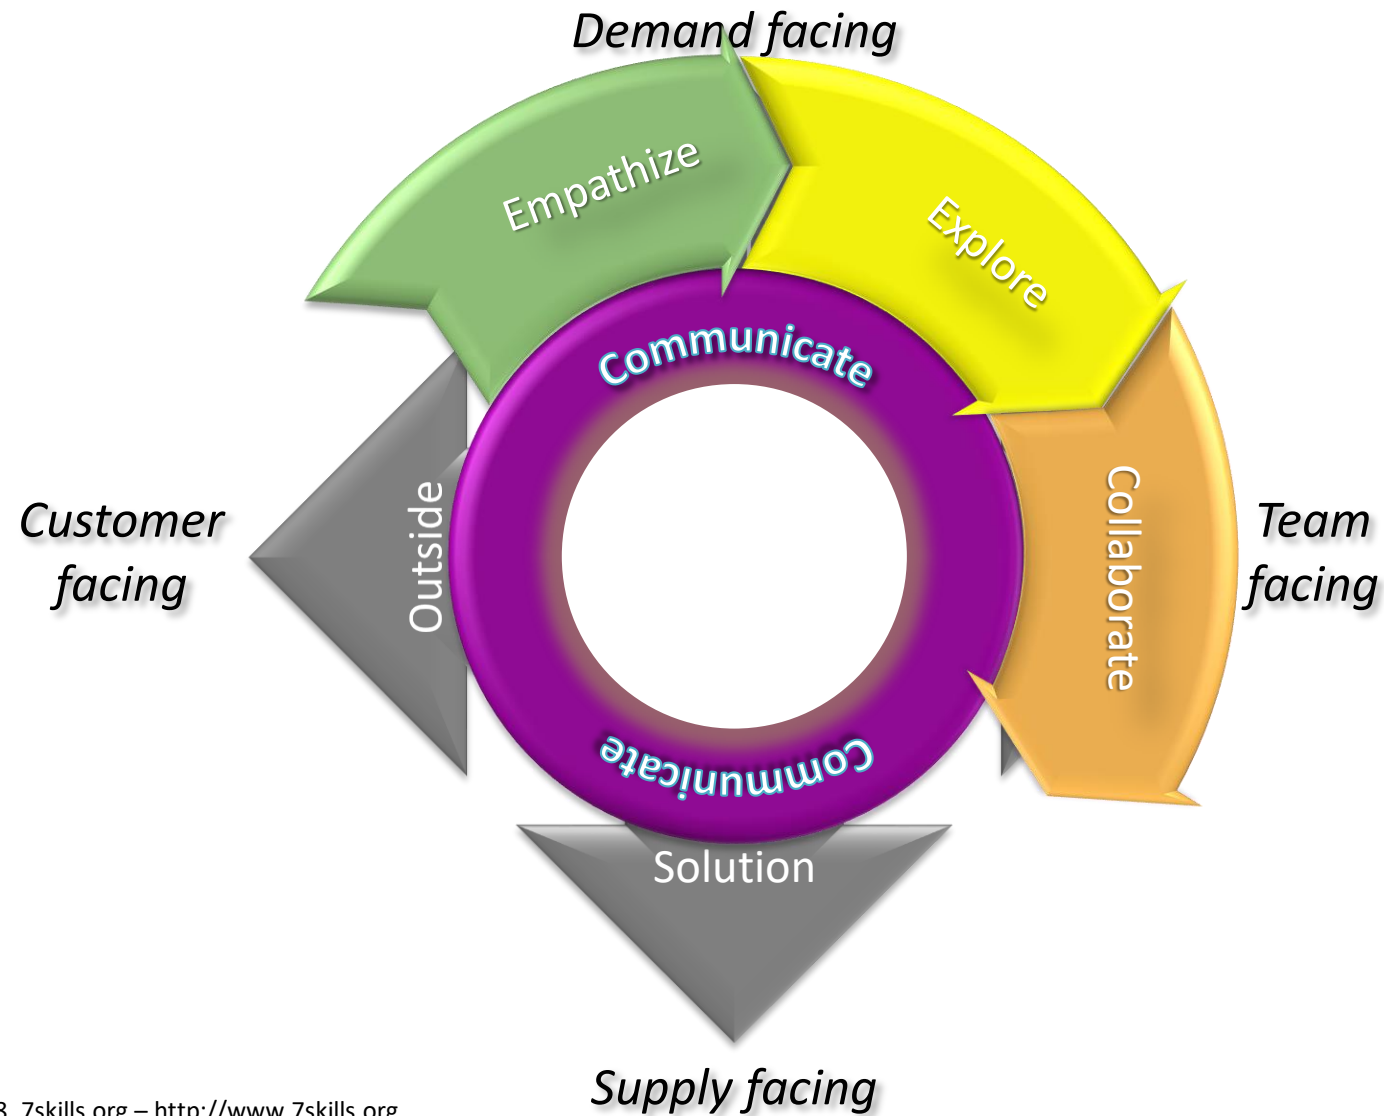 Demand facing
Empathize
Explore
Communicate
Customer
facing
Outside
Collaborate
Team
facing
Communicate
Solution
Supply facing
7skills.org – http://www.7skills.org